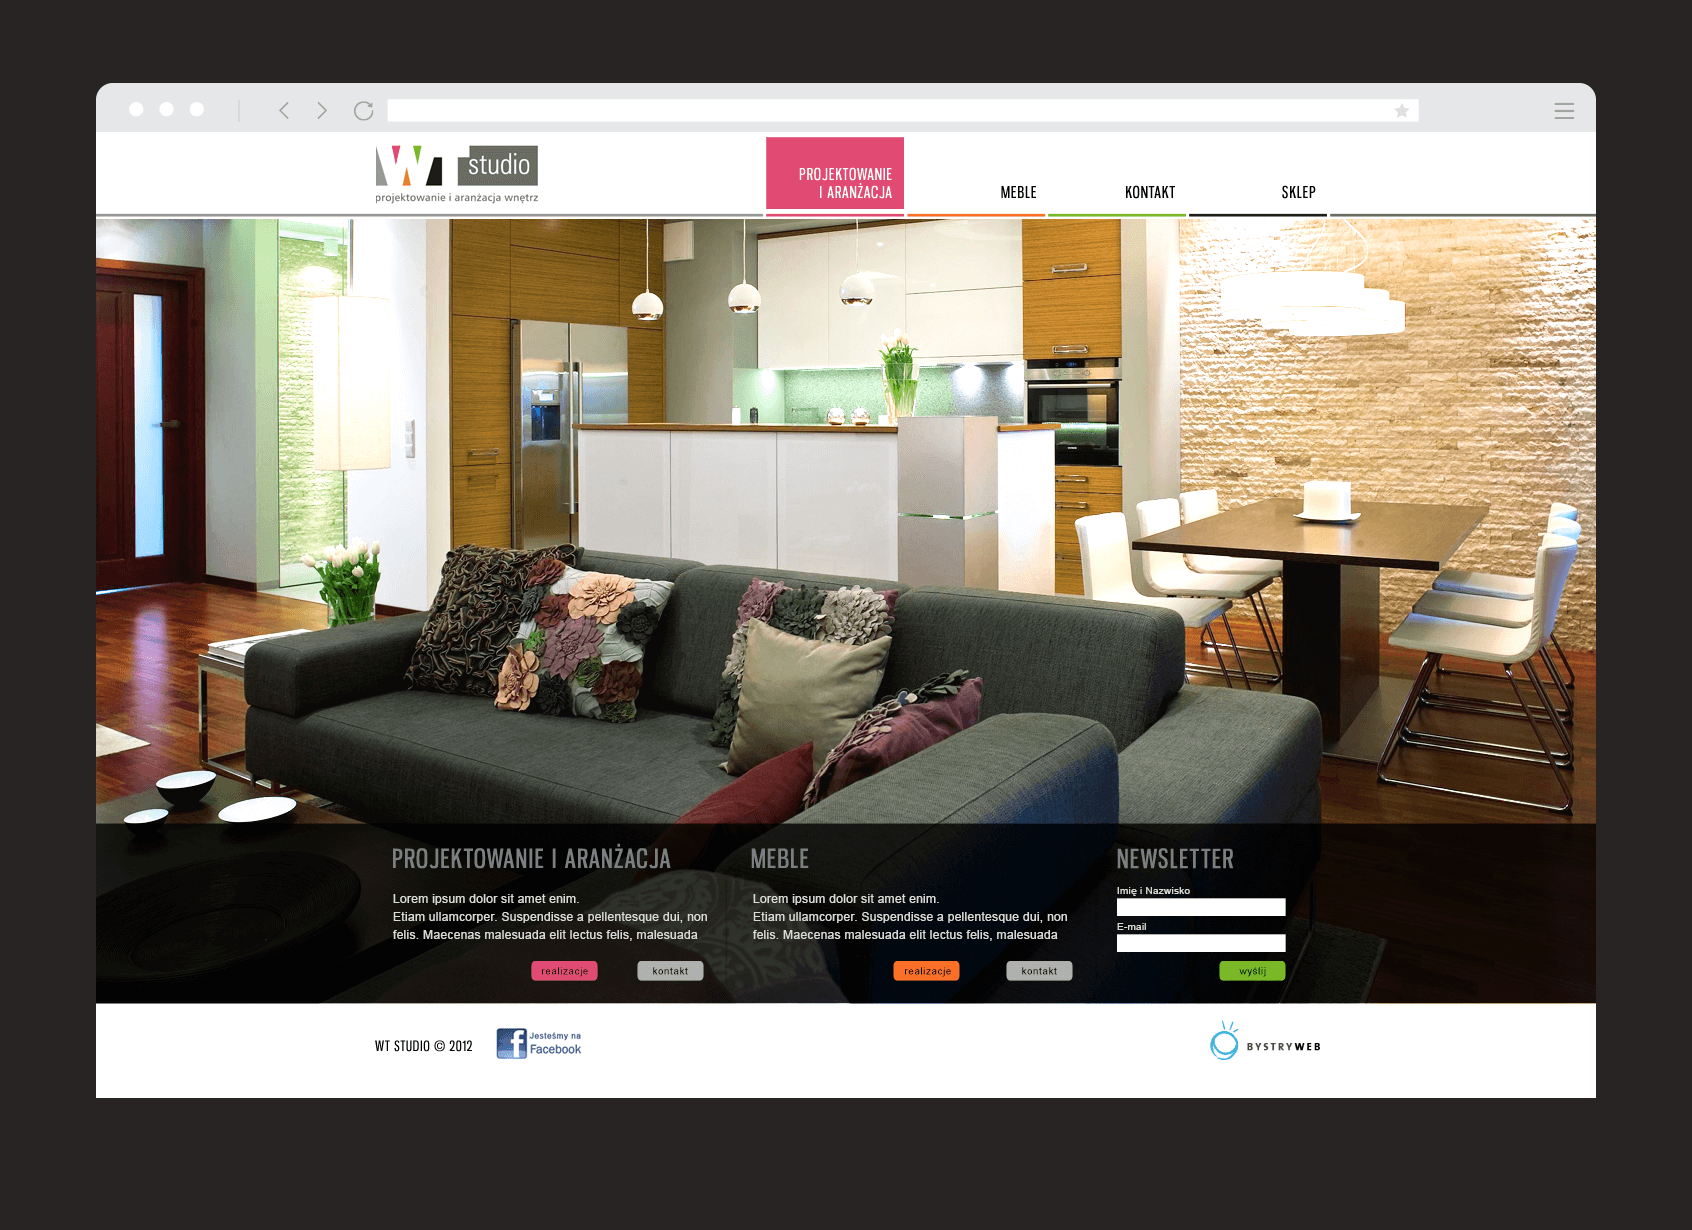 WT studio
projektowanie i aranżacja wnętrz
PROJEKTOWANIE
I ARANŻACJA
MEBLE
KONTAKT
SKLEP
PROJEKTOWANIE I ARANŻACJA
Lorem ipsum dolor sit amet enim.
Etiam ullamcorper. Suspendisse a pellentesque dui, non
felis. Maecenas malesuada elit lectus felis, malesuada
realizacje
kontakt
MEBLE
Lorem ipsum dolor sit amet enim.
Etiam ullamcorper. Suspendisse a pellentesque dui, non
felis. Maecenas malesuada elit lectus felis, malesuada
realizacje
kontakt
NEWSLETTER
Imię i Nazwisko
E-mail
wyślij
WT STUDIO © 2012
Jesteśmy na
Facebook
BYSTRYWEB